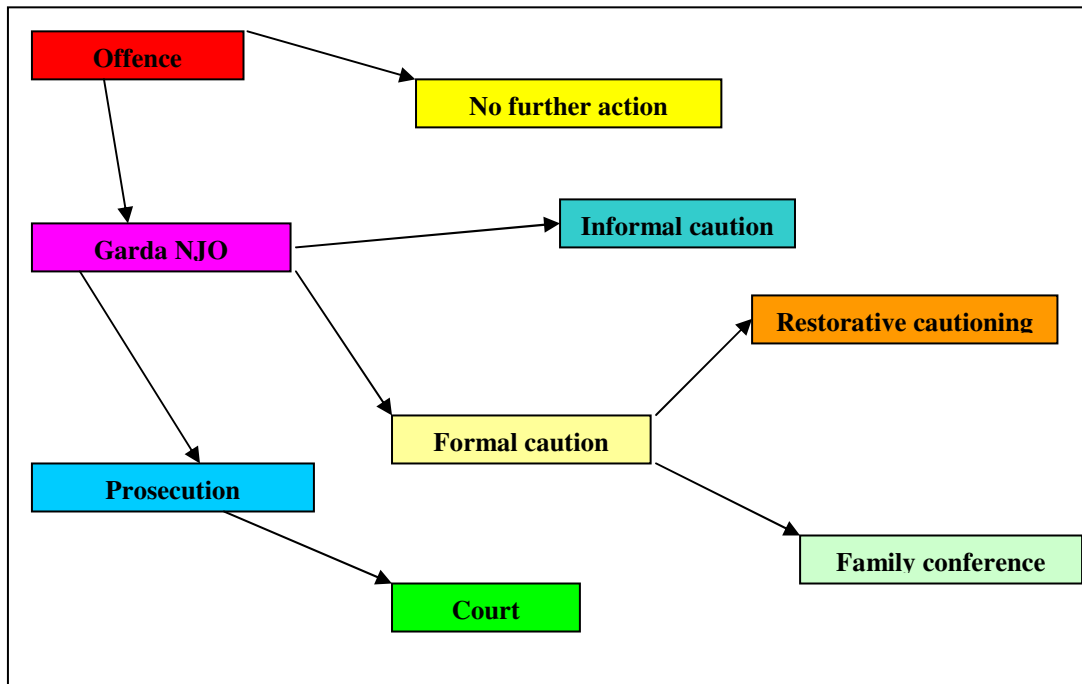 Offence
No further action
Informal caution
Garda NJO
Restorative cautioning
Formal caution
Prosecution
Family conference
Court